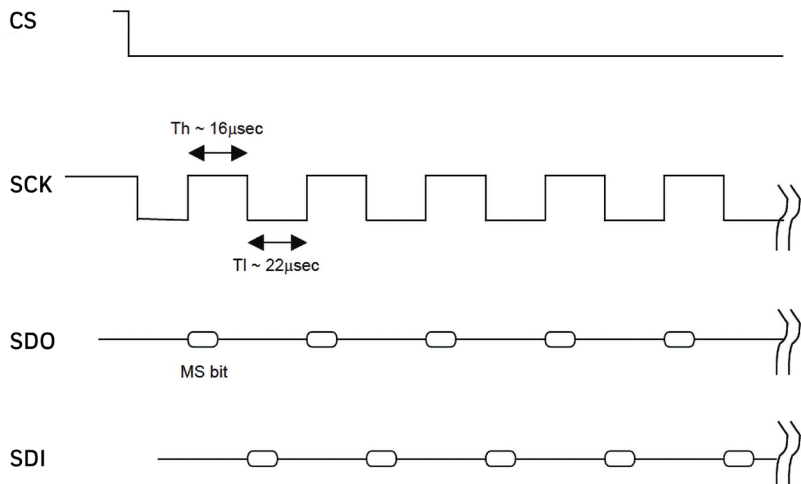 CS
Th ~ 16μsec
SCK
Tl ~ 22μsec
SDO
MS bit
SDI